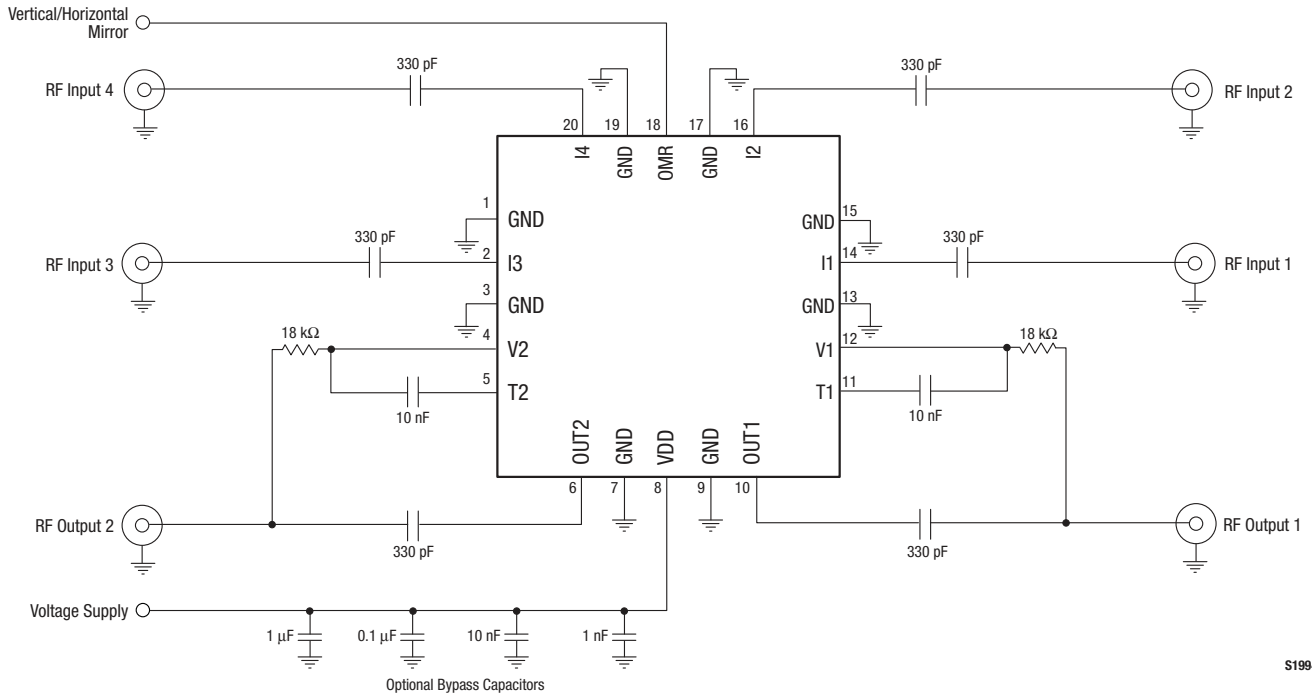 Vertical/Horizontal
Mirror
RF Input 4
330 pF
330 pF
RF Input 2
20
19
18
17
16
I4
GND
OMR
GND
I2
1
GND
GND
15
RF Input 3
330 pF
2
I3
I1
14
330 pF
RF Input 1
3
GND
GND
13
18 kΩ
4
V2
V1
12
18 kΩ
5
T2
T1
11
10 nF
10 nF
OUT2
GND
VDD
GND
OUT1
6
7
8
9
10
RF Output 2
330 pF
330 pF
RF Output 1
Voltage Supply
1 µF
0.1 µF
10 nF
1 nF
Optional Bypass Capacitors
S199